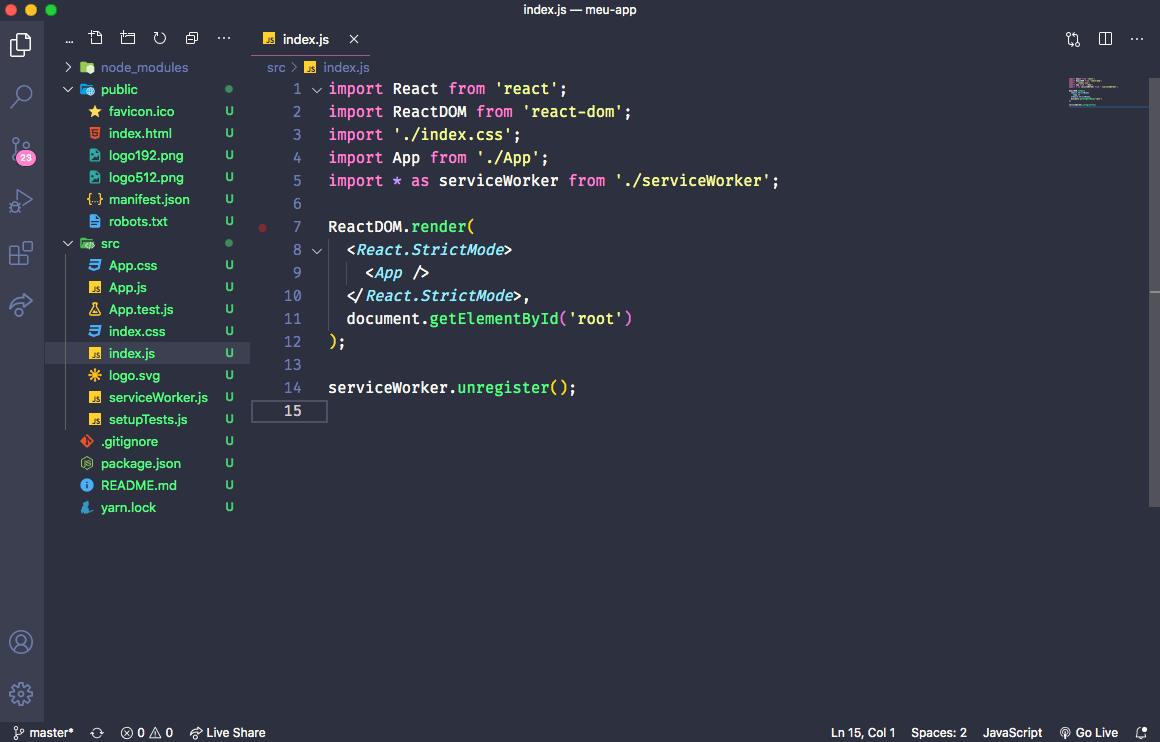 index.js — meu-app
... 
index.js
src > index.js
node_modules
public
favicon.ico U
index.html U
logo192.png U
logo512.png U
manifest.json U
robots.txt U
src
App.css U
App.js U
App.test.js U
index.css U
index.js U
logo.svg U
serviceWorker.js U
setupTests.js U
.gitignore U
package.json U
README.md U
yarn.lock U
23
1 import React from 'react';
2 import ReactDOM from 'react-dom';
3 import './index.css';
4 import App from './App';
5 import * as serviceWorker from './serviceWorker';
6
7 ReactDOM.render(
8 <React.StrictMode>
9 <App />
10 </React.StrictMode>,
11 document.getElementById('root')
12 );
13
14 serviceWorker.unregister();
15
master* 0 0 Live Share Ln 15, Col 1 Spaces: 2 JavaScript Go Live